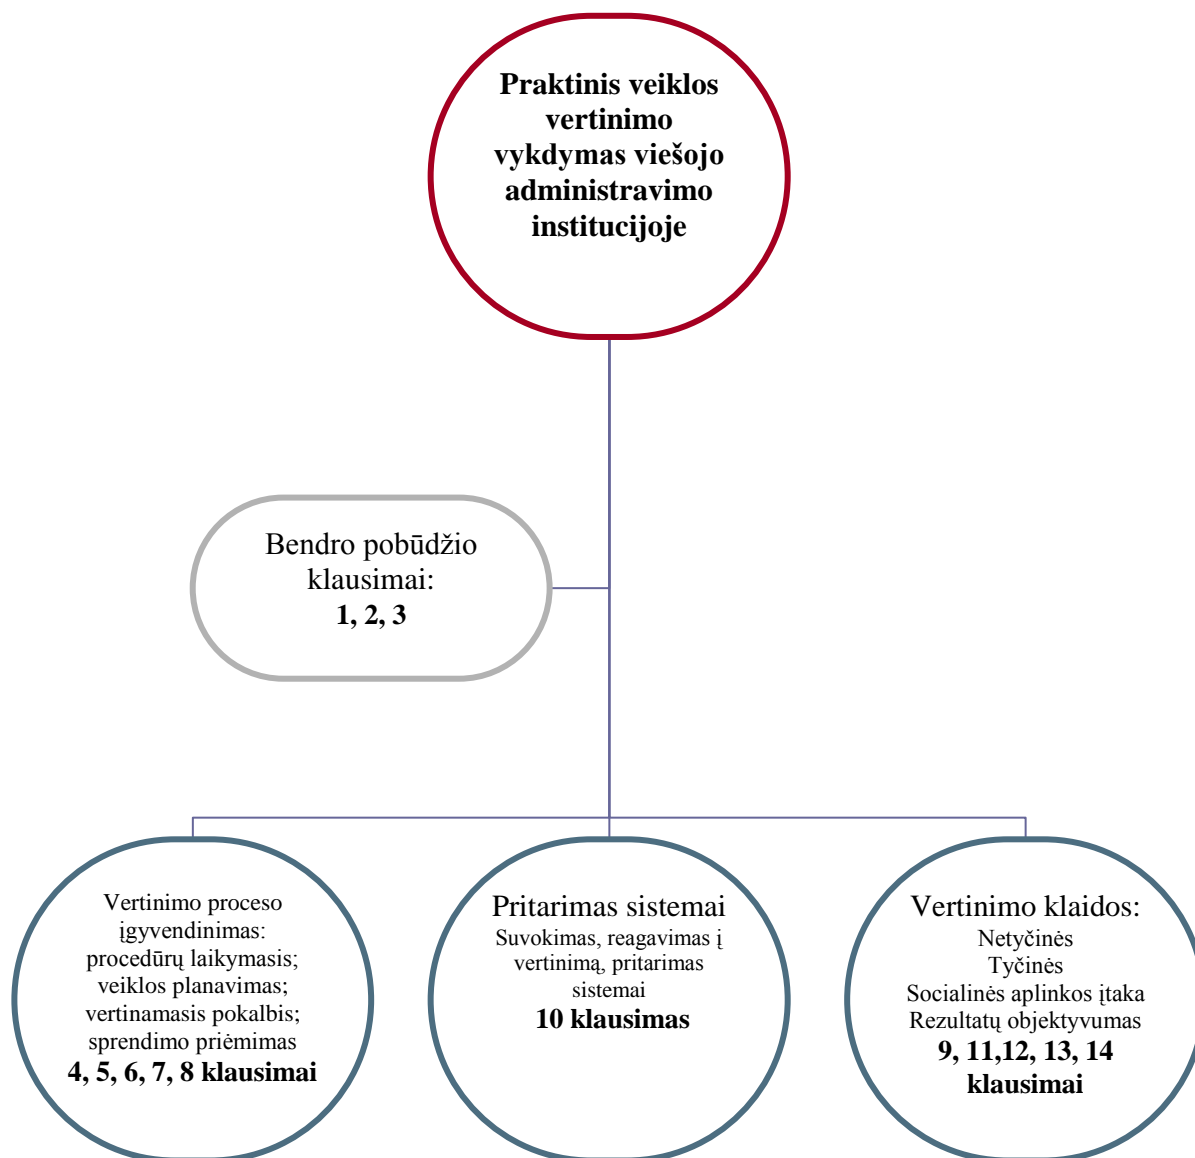 Praktinis veiklos
vertinimo
vykdymas viešojo
administravimo
institucijoje
Bendro pobūdžio
klausimai:
1, 2, 3
Vertinimo proceso
įgyvendinimas:
procedūrų laikymasis;
veiklos planavimas;
vertinamasis pokalbis;
sprendimo priėmimas
4, 5, 6, 7, 8 klausimai
Pritarimas sistemai
Suvokimas, reagavimas į
vertinimą, pritarimas
sistemai
10 klausimas
Vertinimo klaidos:
Netyčinės
Tyčinės
Socialinės aplinkos įtaka
Rezultatų objektyvumas
9, 11,12, 13, 14
klausimai